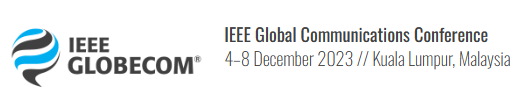 IEEE
GLOBECOM®
IEEE Global Communications Conference
4–8 December 2023 // Kuala Lumpur, Malaysia